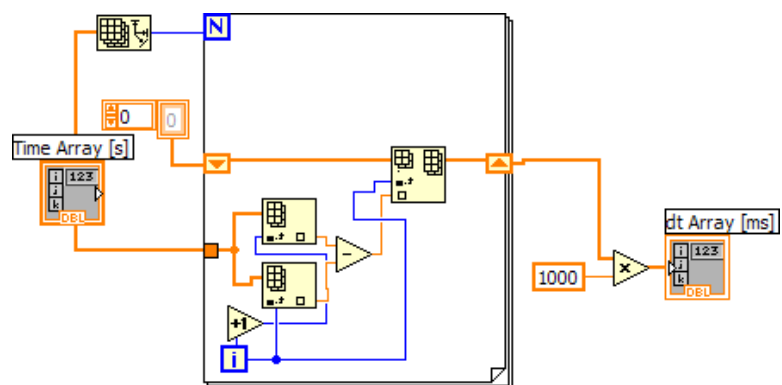 N
0
0
Time Array [s]
i
j
k
123
DBL
+1
i
-
1000
x
dt Array [ms]
i
j
k
123
DBL